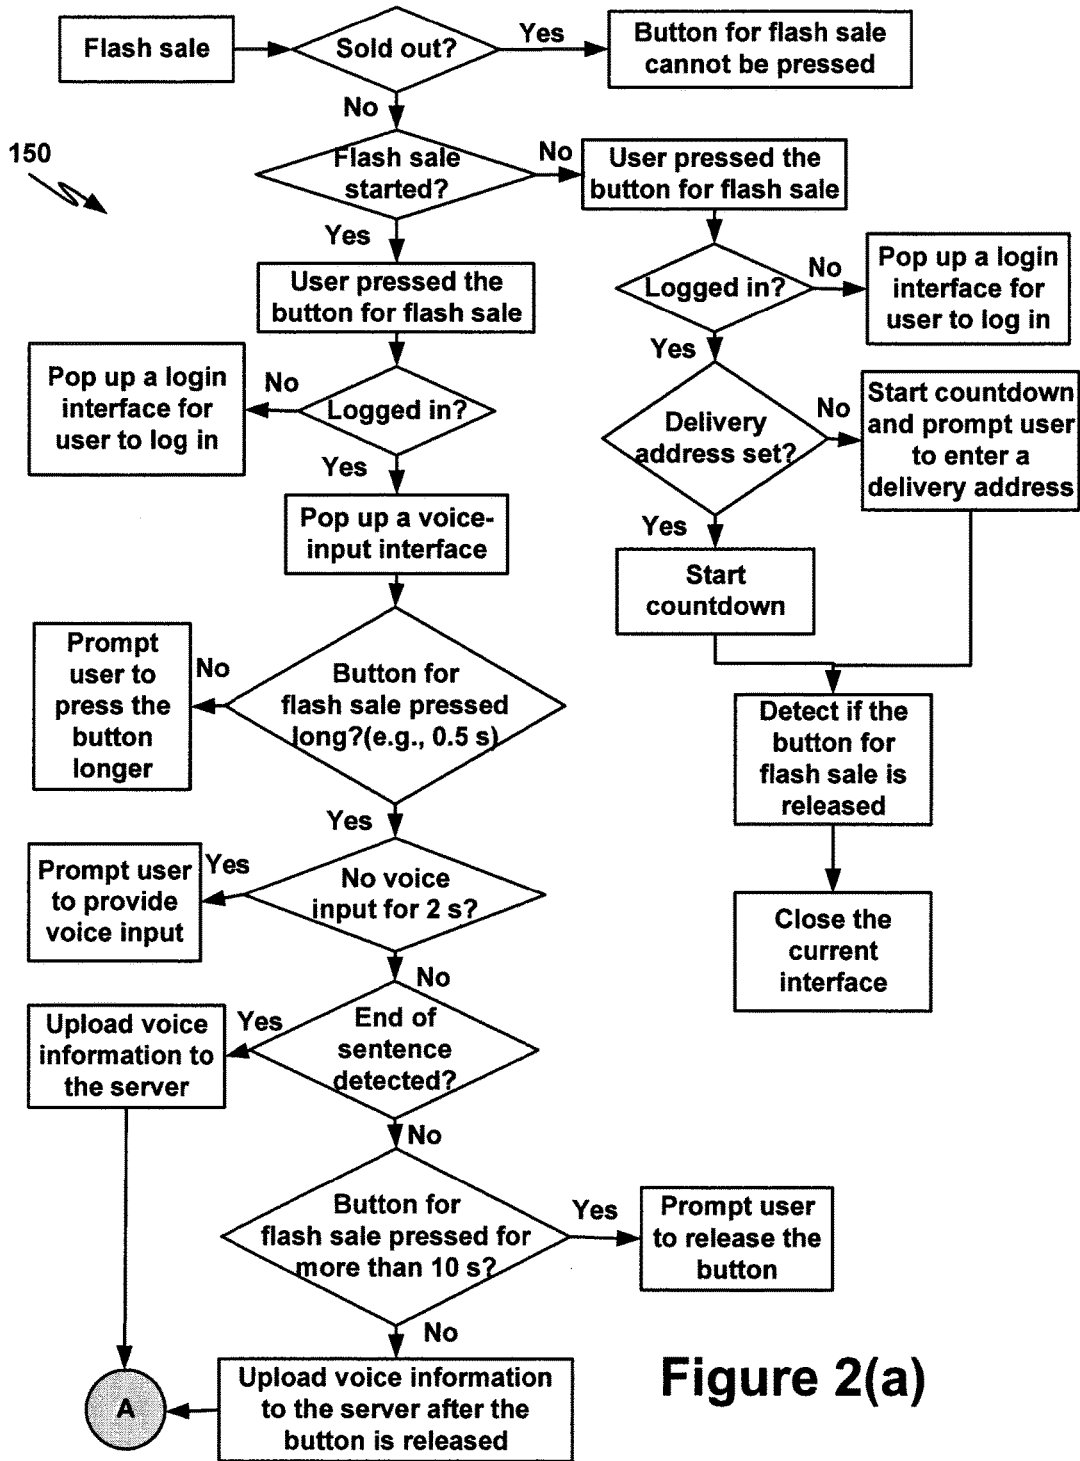 Flash sale
Sold out?
Yes
Button for flash sale
cannot be pressed
No
150
Flash sale
started?
No
User pressed the
button for flash sale
Yes
User pressed the
button for flash sale
Logged in?
No
Pop up a login
interface for
user to log in
Yes
Pop up a login
interface for
user to log in
No
Logged in?
Delivery
address set?
No
Start countdown
and prompt user
to enter a
delivery address
Yes
Yes
Pop up a voice-
input interface
Start
countdown
Prompt
user to
press the
button
longer
No
Button for
flash sale pressed
long?(e.g., 0.5 s)
Detect if the
button for
flash sale is
released
Yes
Prompt user
to provide
voice input
Yes
No voice
input for 2 s?
Close the
current
interface
No
Upload voice
information to
the server
Yes
End of
sentence
detected?
No
Button for
flash sale pressed for
more than 10 s?
Yes
Prompt user
to release the
button
No
A
Upload voice information
to the server after the
button is released
Figure 2(a)